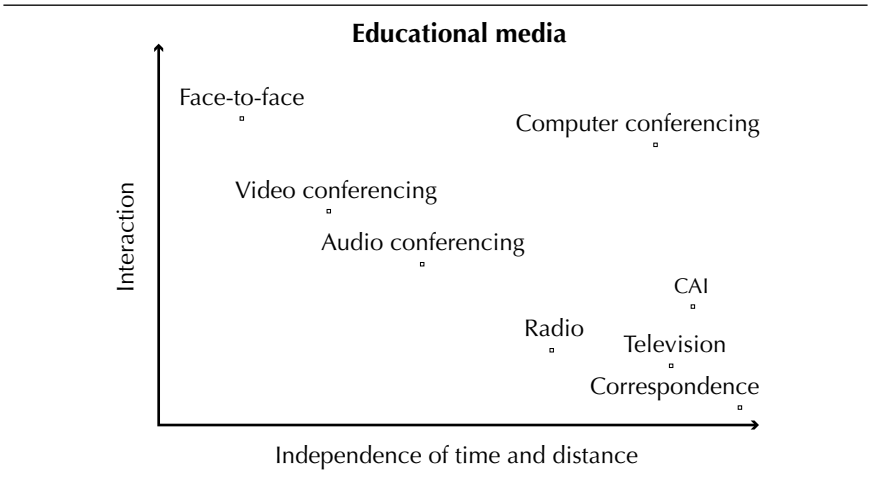 Educational media
Face-to-face
Computer conferencing
Video conferencing
Audio conferencing
Interaction
CAI
Radio
Television
Correspondence
Independence of time and distance